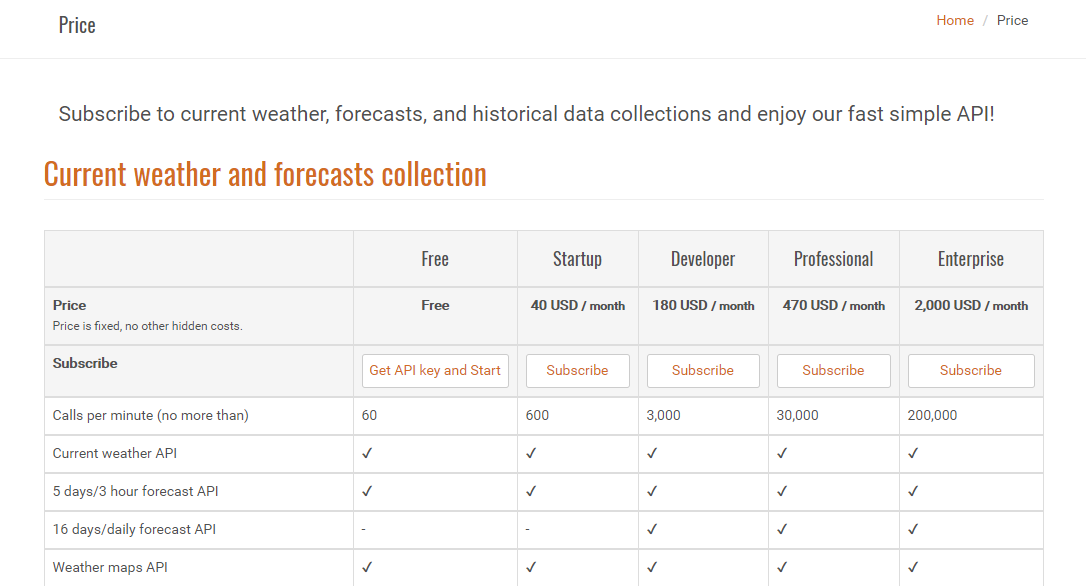 Price
Home / Price
Subscribe to current weather, forecasts, and historical data collections and enjoy our fast simple API!
Current weather and forecasts collection
Free Startup Developer Professional Enterprise
Price Free 40 USD / month 180 USD / month 470 USD / month 2,000 USD / month
Price is fixed, no other hidden costs.
Subscribe Get API key and Start Subscribe Subscribe Subscribe Subscribe
Calls per minute (no more than) 60 600 3,000 30,000 200,000
Current weather API ✓ ✓ ✓ ✓ ✓
5 days/3 hour forecast API ✓ ✓ ✓ ✓ ✓
16 days/daily forecast API - - ✓ ✓ ✓
Weather maps API ✓ ✓ ✓ ✓ ✓